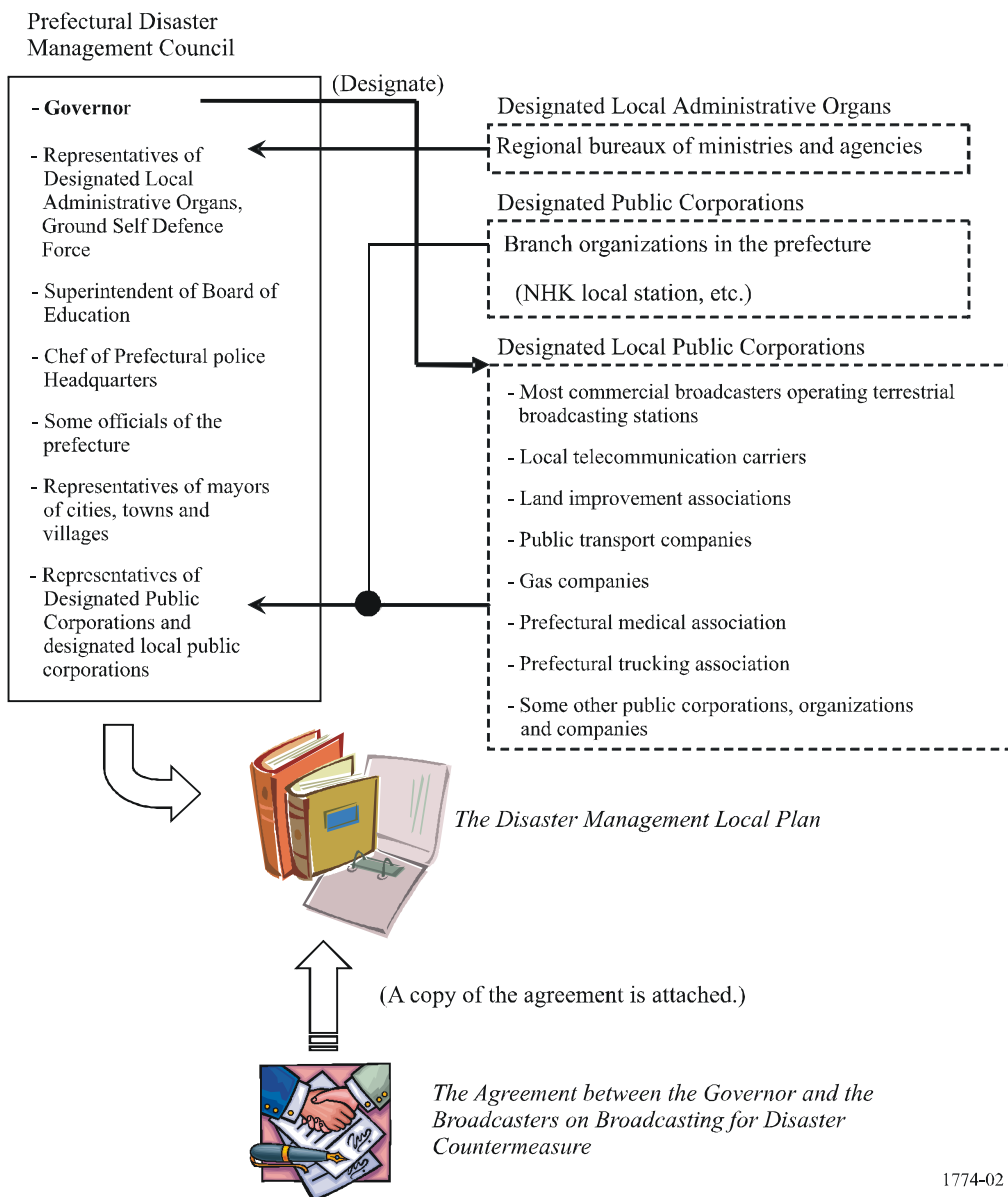 Prefectural Disaster
Management Council
- Governor
- Representatives of
Designated Local
Administrative Organs,
Ground Self Defence
Force
- Superintendent of Board of
Education
- Chef of Prefectural police
Headquarters
- Some officials of the
prefecture
- Representatives of mayors
of cities, towns and
villages
- Representatives of
Designated Public
Corporations and
designated local public
corporations
(Designate)
Designated Local Administrative Organs
Regional bureaux of ministries and agencies
Designated Public Corporations
Branch organizations in the prefecture
(NHK local station, etc.)
Designated Local Public Corporations
- Most commercial broadcasters operating terrestrial
broadcasting stations
- Local telecommunication carriers
- Land improvement associations
- Public transport companies
- Gas companies
- Prefectural medical association
- Prefectural trucking association
- Some other public corporations, organizations
and companies
The Disaster Management Local Plan
(A copy of the agreement is attached.)
The Agreement between the Governor and the
Broadcasters on Broadcasting for Disaster
Countermeasure
1774-02